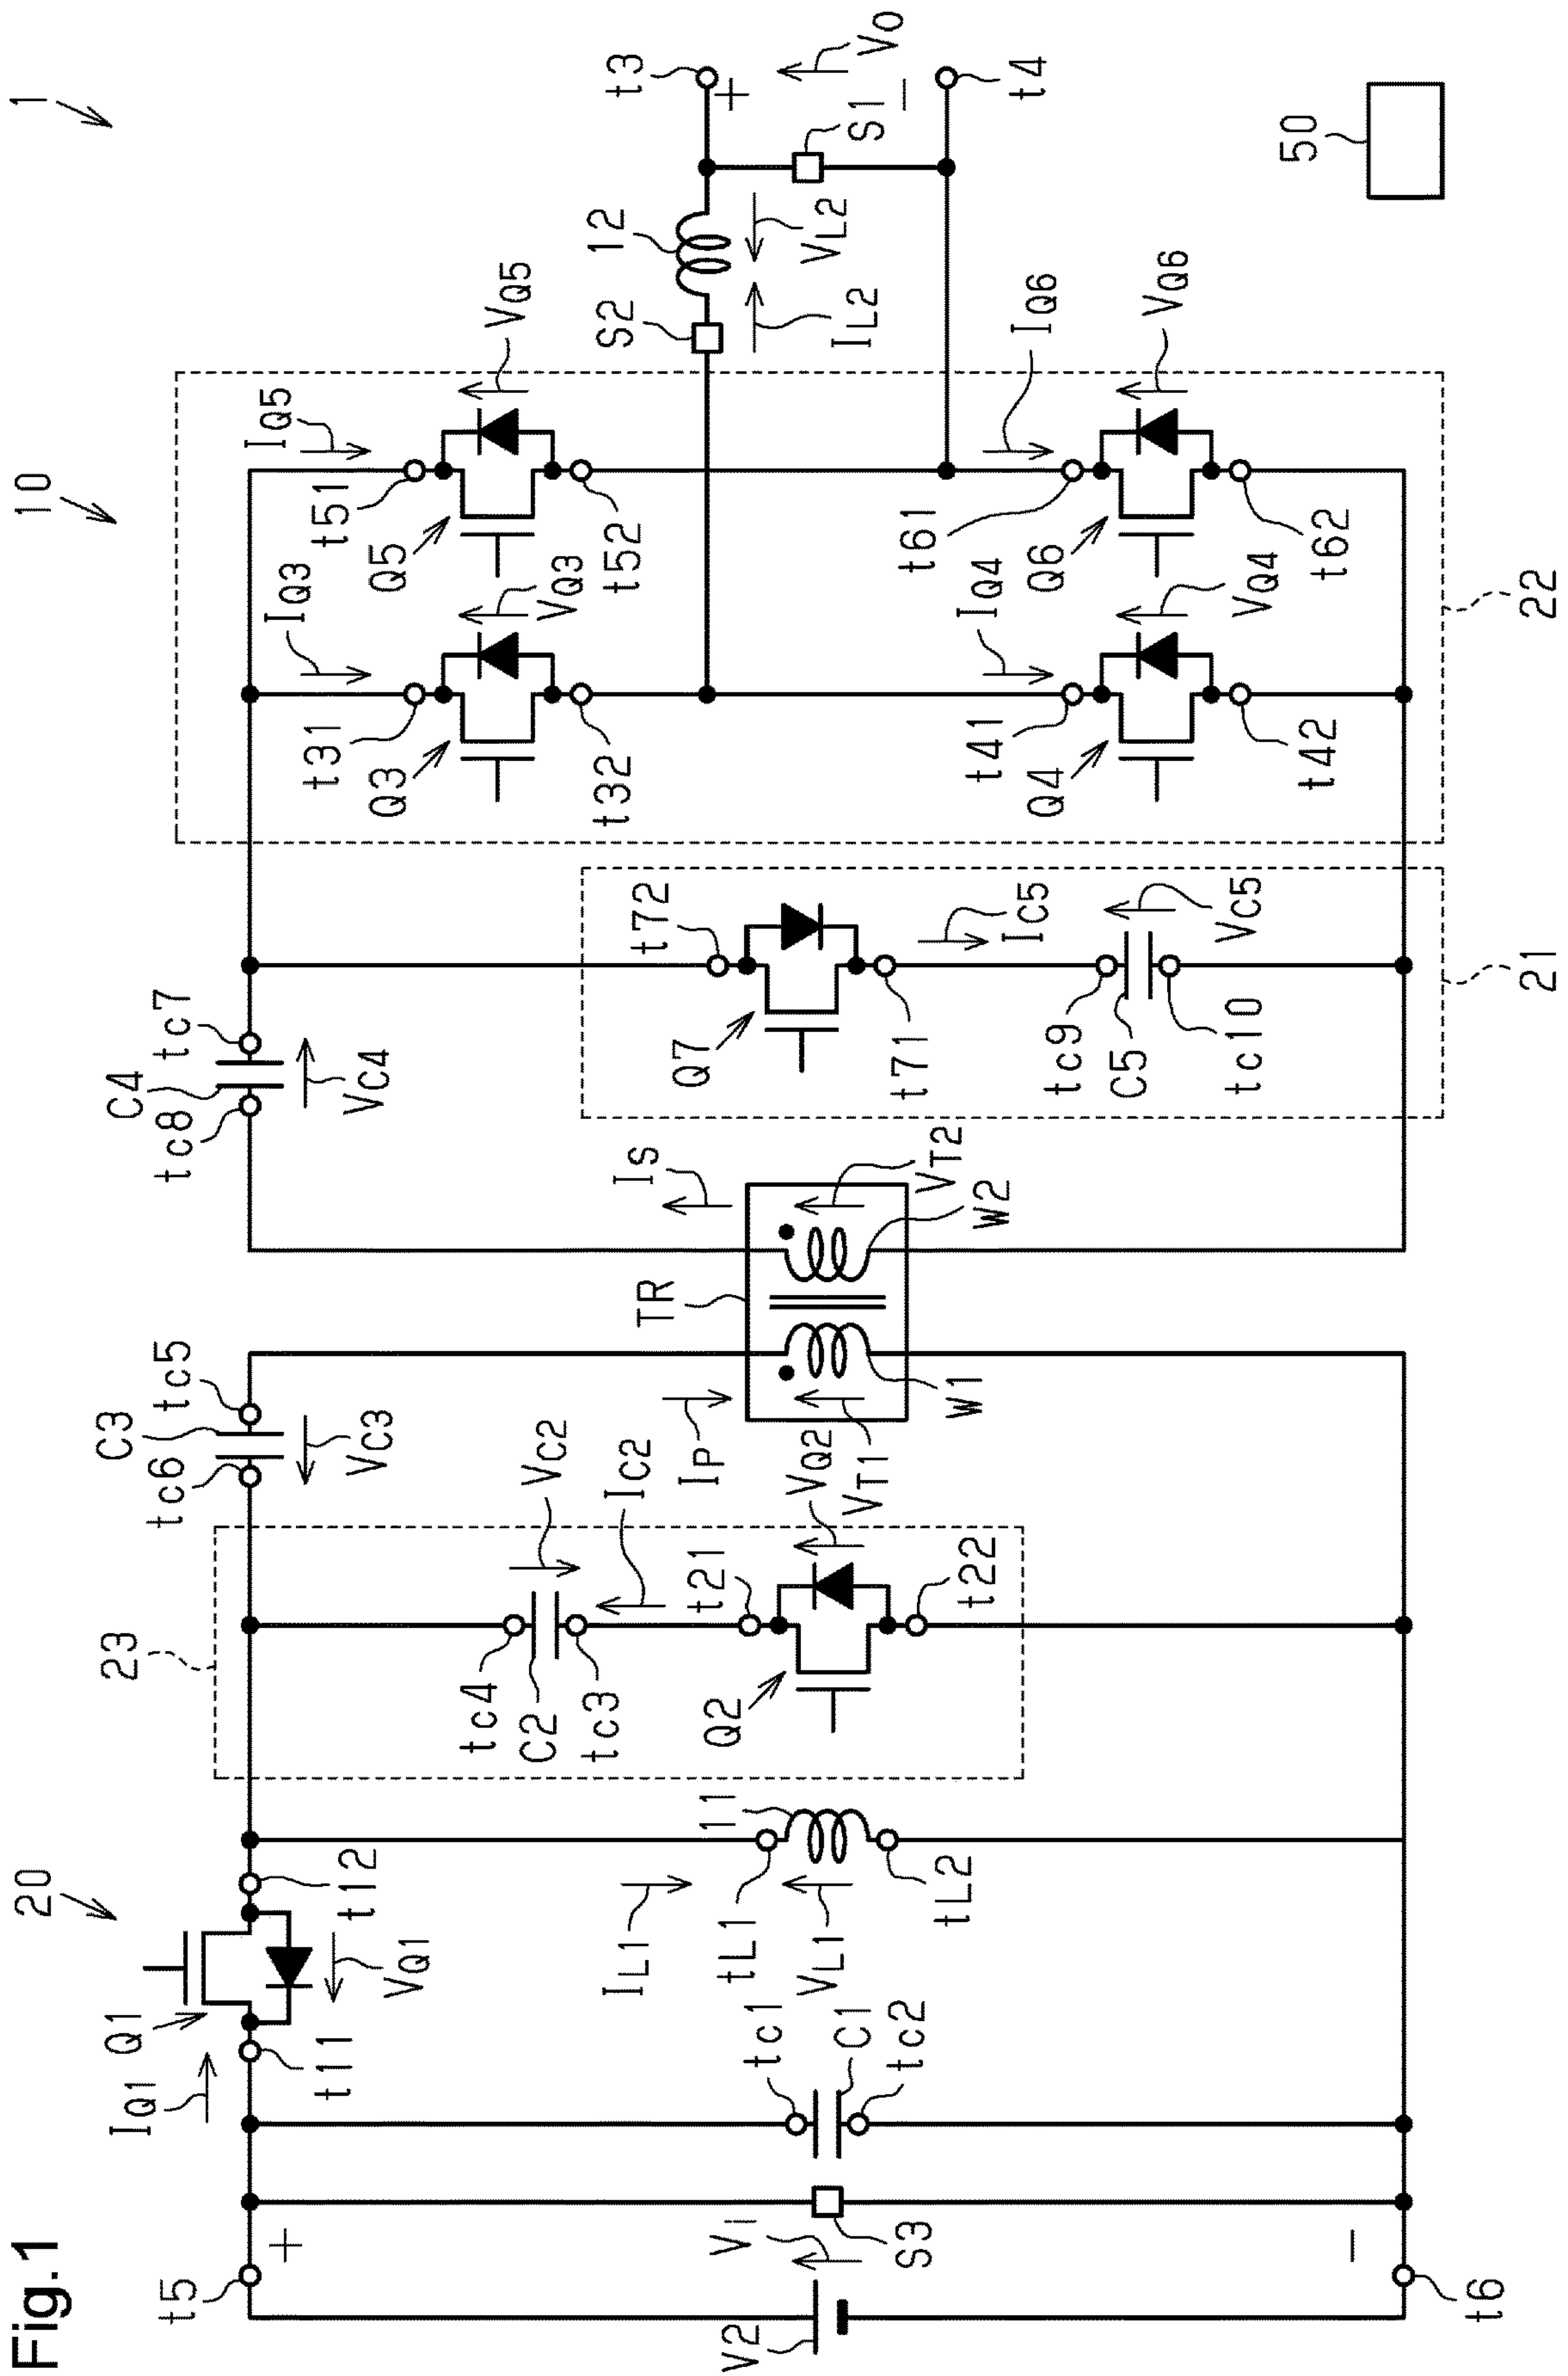 Fig.1
1
10
20
t5
+
V2
Vi
S3
−
t6
IQ1
Q1
t11
t12
VQ1
tc1
C1
tc2
IL1
tL1
11
VL1
tL2
23
tc4
C2
tc3
VC2
IC2
t21
Q2
t22
VQ2
C3
tc6
tc5
VC3
IP
VT1
W1
TR
IS
VT2
W2
C4
tc8
tc7
VC4
t72
Q7
t71
IC5
tc9
C5
tc10
VC5
21
IQ3
t31
Q3
t32
VQ3
IQ5
t51
Q5
t52
VQ5
IQ4
t41
Q4
t42
VQ4
IQ6
t61
Q6
t62
VQ6
22
S2
12
IL2
VL2
S1
t3
+
VO
−
t4
50